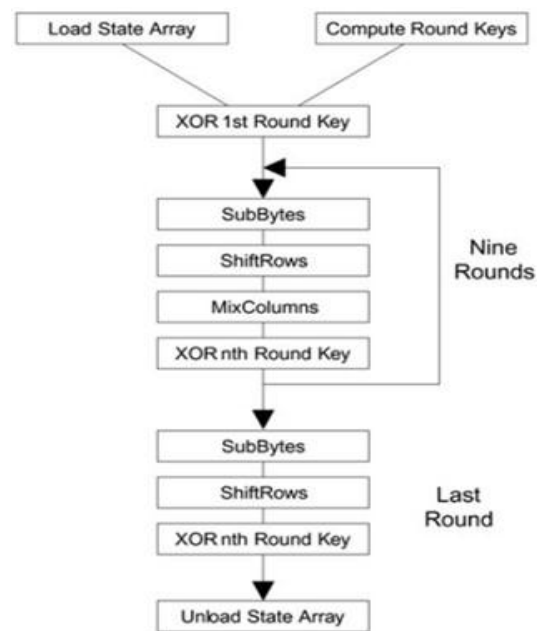 Load State Array
Compute Round Keys
XOR 1st Round Key
SubBytes
ShiftRows
MixColumns
XOR nth Round Key
Nine
Rounds
SubBytes
ShiftRows
XOR nth Round Key
Last
Round
Unload State Array